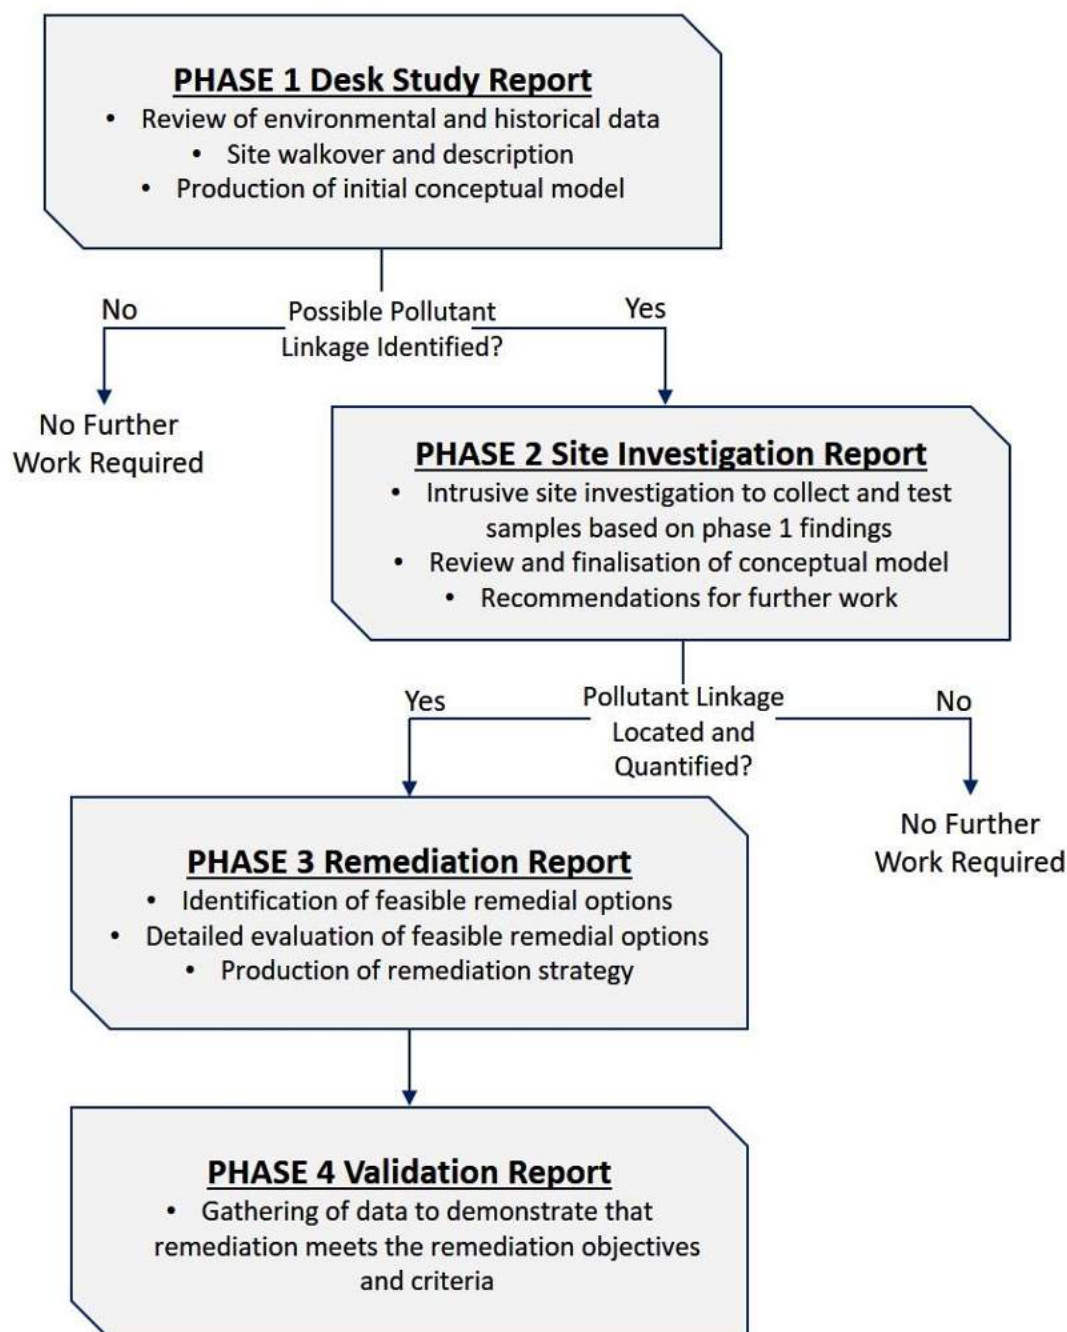 PHASE 1 Desk Study Report
• Review of environmental and historical data
• Site walkover and description
• Production of initial conceptual model
No
Possible Pollutant
Linkage Identified?
Yes
No Further
Work Required
PHASE 2 Site Investigation Report
• Intrusive site investigation to collect and test
samples based on phase 1 findings
• Review and finalisation of conceptual model
• Recommendations for further work
Yes
Pollutant Linkage
Located and
Quantified?
No
No Further
Work Required
PHASE 3 Remediation Report
• Identification of feasible remedial options
• Detailed evaluation of feasible remedial options
• Production of remediation strategy
PHASE 4 Validation Report
• Gathering of data to demonstrate that
remediation meets the remediation objectives
and criteria